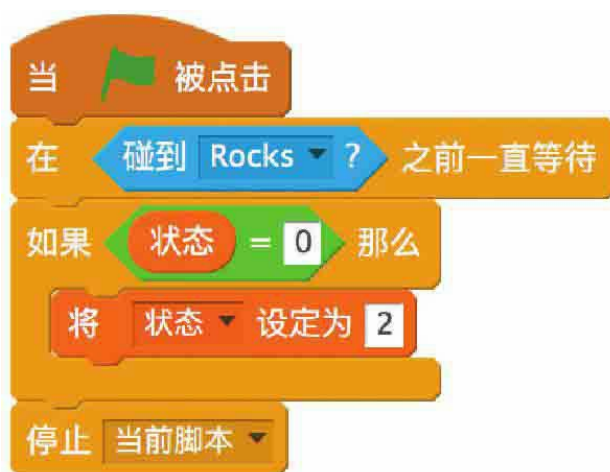 当 被点击
在 碰到 Rocks ? 之前一直等待
如果 状态 = 0 那么
将 状态 设定为 2
停止 当前脚本